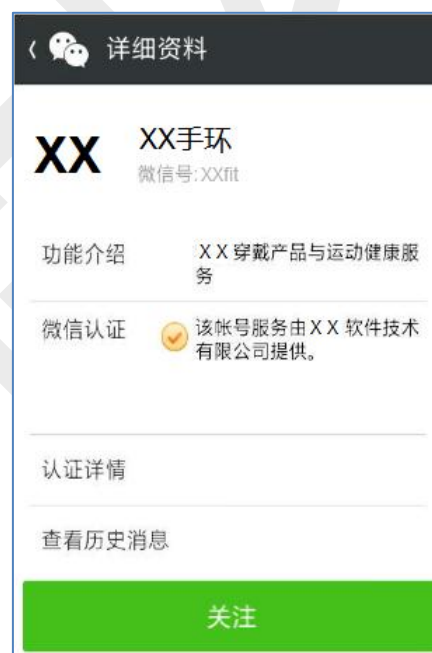 详细资料
XX
XX手环
微信号:XXfit
功能介绍
XX穿戴产品与运动健康服
务
微信认证
该帐号服务由XX 软件技术
有限公司提供。
认证详情
查看历史消息
关注